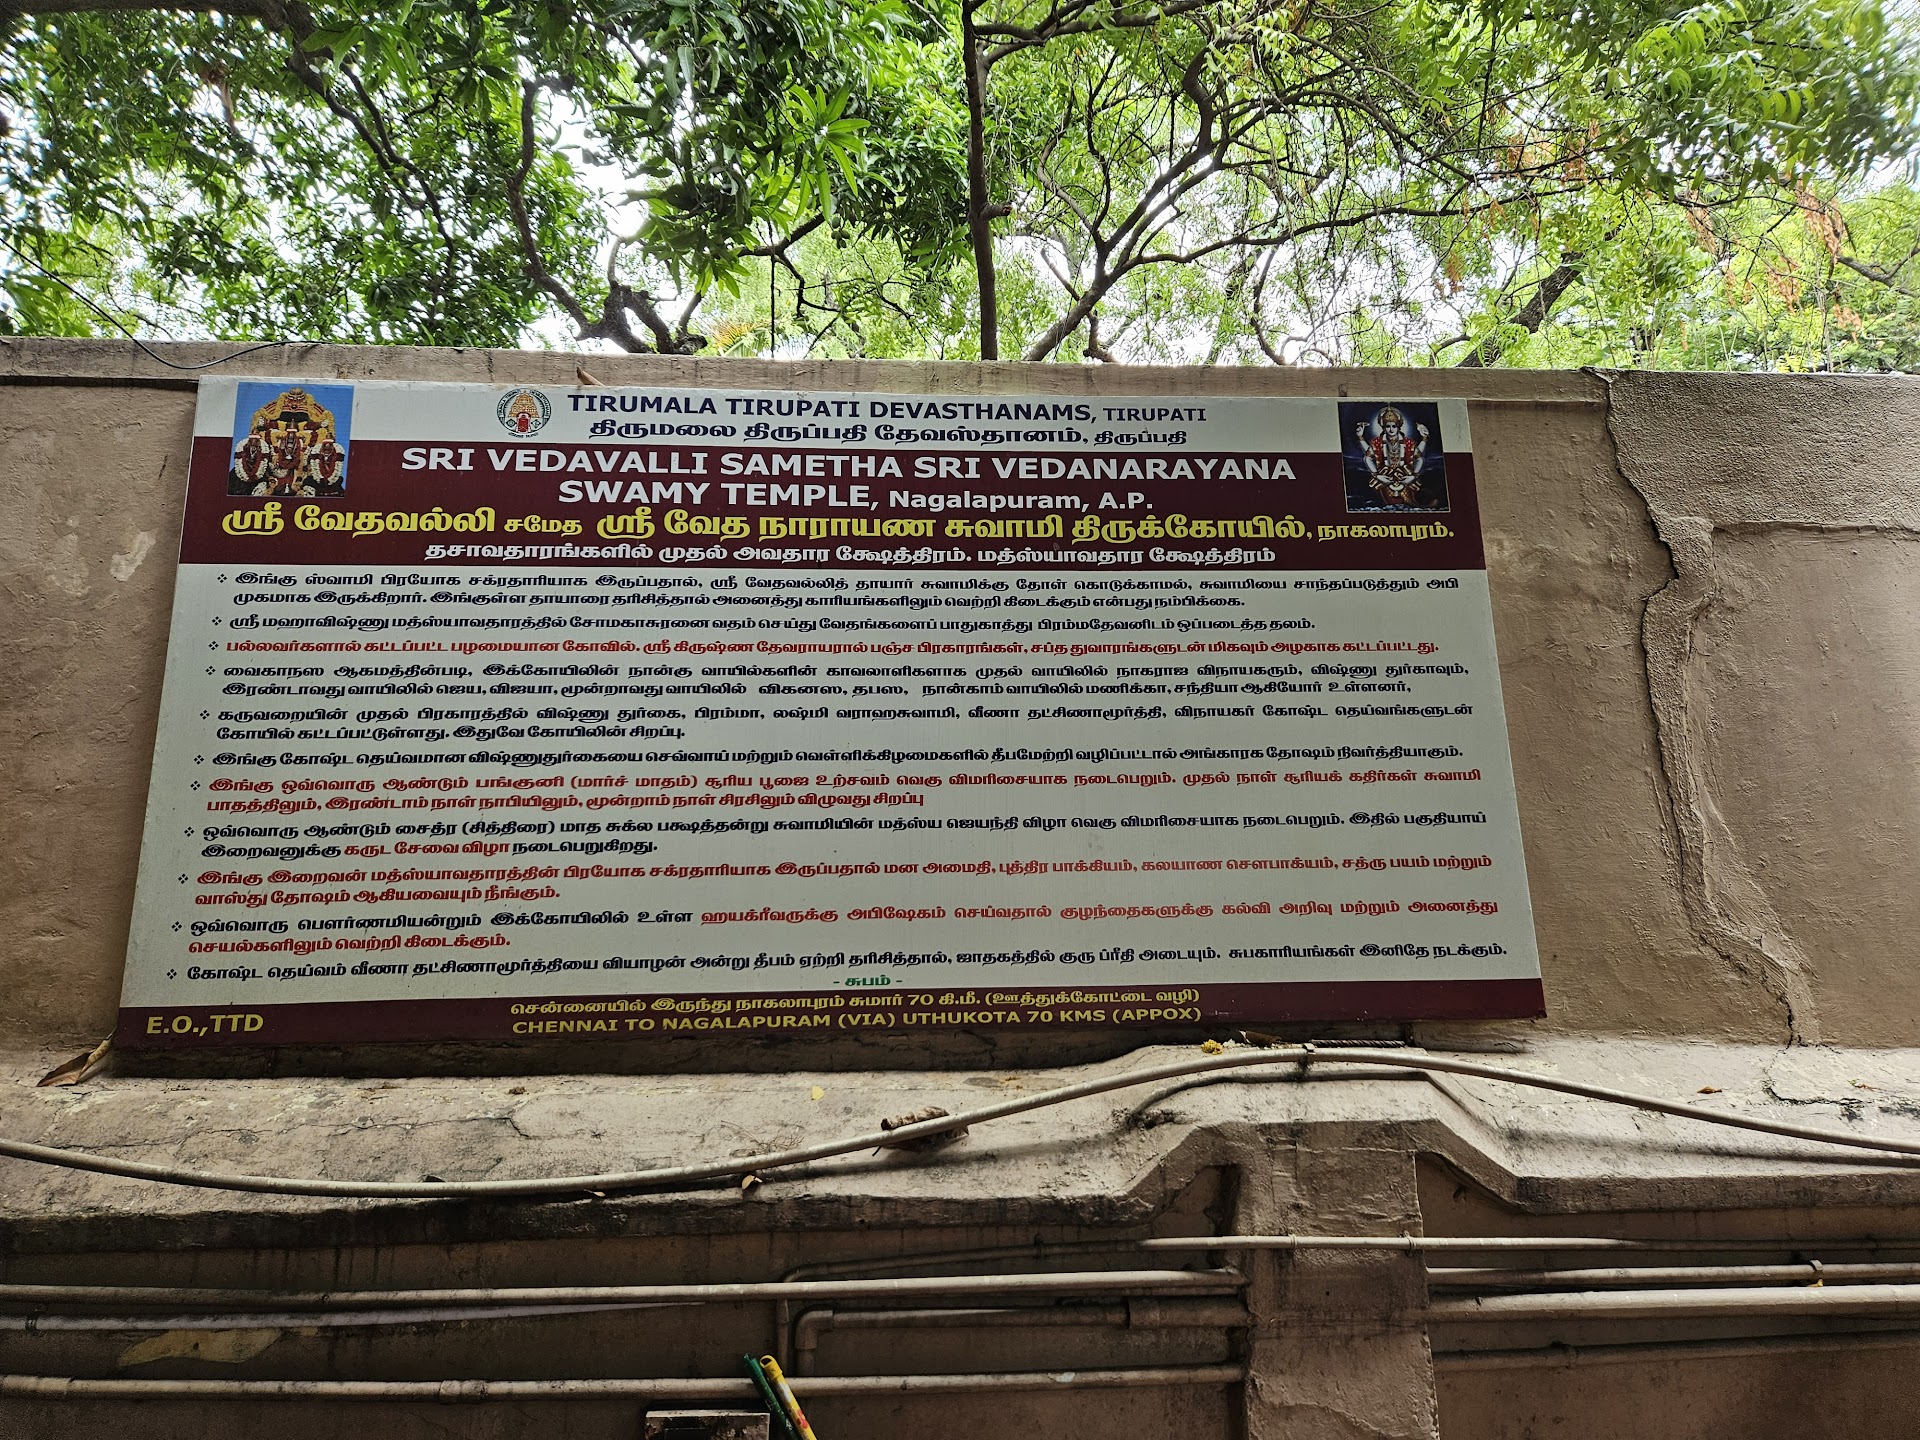 TIRUMALA TIRUPATI DEVASTHANAMS, TIRUPATI
திருமலை திருப்பதி தேவஸ்தானம், திருப்பதி
SRI VEDAVALLI SAMETHA SRI VEDANARAYANA
SWAMY TEMPLE, Nagalapuram, A.P.
ஸ்ரீ வேதவல்லி சமேத ஸ்ரீ வேத நாராயண சுவாமி திருக்கோயில், நாகலாபுரம்.
தசாவதாரங்களில் முதல் அவதார க்ஷேத்திரம். மத்ஸ்யாவதார க்ஷேத்திரம்
❖ இங்கு ஸ்வாமி பிரயோக சக்ரதாரியாக இருப்பதால், ஸ்ரீ வேதவல்லித் தாயார் சுவாமிக்கு தோள் கொடுக்காமல், சுவாமியை சாந்தப்படுத்தும் அபி
முகமாக இருக்கிறார். இங்குள்ள தாயாரை தரிசித்தால் அனைத்து காரியங்களிலும் வெற்றி கிடைக்கும் என்பது நம்பிக்கை.
❖ ஸ்ரீ மஹாவிஷ்ணு மத்ஸ்யாவதாரத்தில் சோமகாசுரனை வதம் செய்து வேதங்களைப் பாதுகாத்து பிரம்மதேவனிடம் ஒப்படைத்த தலம்.
❖ பல்லவர்களால் கட்டப்பட்ட பழமையான கோவில். ஸ்ரீ கிருஷ்ண தேவராயரால் பஞ்ச பிரகாரங்கள், சப்த துவாரங்களுடன் மிகவும் அழகாக கட்டப்பட்டது.
❖ வைகாநஸ ஆகமத்தின்படி, இக்கோயிலின் நான்கு வாயில்களின் காவலாளிகளாக முதல் வாயிலில் நாகராஜ விநாயகரும், விஷ்ணு துர்காவும்,
இரண்டாவது வாயிலில் ஜெய, விஜயா, மூன்றாவது வாயிலில் விகனஸ, தபஸ, நான்காம் வாயிலில் மணிக்கா, சந்தியா ஆகியோர் உள்ளனர்,
❖ கருவறையின் முதல் பிரகாரத்தில் விஷ்ணு துர்கை, பிரம்மா, லஷ்மி வராஹசுவாமி, வீணா தட்சிணாமூர்த்தி, விநாயகர் கோஷ்ட தெய்வங்களுடன்
கோயில் கட்டப்பட்டுள்ளது. இதுவே கோயிலின் சிறப்பு.
❖ இங்கு கோஷ்ட தெய்வமான விஷ்ணுதுர்கையை செவ்வாய் மற்றும் வெள்ளிக்கிழமைகளில் தீபமேற்றி வழிப்பட்டால் அங்காரக தோஷம் நிவர்த்தியாகும்.
❖ இங்கு ஒவ்வொரு ஆண்டும் பங்குனி (மார்ச் மாதம்) சூரிய பூஜை உற்சவம் வெகு விமரிசையாக நடைபெறும். முதல் நாள் சூரியக் கதிர்கள் சுவாமி
பாதத்திலும், இரண்டாம் நாள் நாபியிலும், மூன்றாம் நாள் சிரசிலும் விழுவது சிறப்பு
❖ ஒவ்வொரு ஆண்டும் சைத்ர (சித்திரை) மாத சுக்ல பக்ஷத்தன்று சுவாமியின் மத்ஸ்ய ஜெயந்தி விழா வெகு விமரிசையாக நடைபெறும். இதில் பகுதியாய்
இறைவனுக்கு கருட சேவை விழா நடைபெறுகிறது.
❖ இங்கு இறைவன் மத்ஸ்யாவதாரத்தின் பிரயோக சக்ரதாரியாக இருப்பதால் மன அமைதி, புத்திர பாக்கியம், கலயாண சௌபாக்யம், சத்ரு பயம் மற்றும்
வாஸ்து தோஷம் ஆகியவையும் நீங்கும்.
❖ ஒவ்வொரு பௌர்ணமியன்றும் இக்கோயிலில் உள்ள ஹயக்ரீவருக்கு அபிஷேகம் செய்வதால் குழந்தைகளுக்கு கல்வி அறிவு மற்றும் அனைத்து
செயல்களிலும் வெற்றி கிடைக்கும்.
❖ கோஷ்ட தெய்வம் வீணா தட்சிணாமூர்த்தியை வியாழன் அன்று தீபம் ஏற்றி தரிசித்தால், ஜாதகத்தில் குரு ப்ரீதி அடையும். சுபகாரியங்கள் இனிதே நடக்கும்.
- சுபம் -
சென்னையில் இருந்து நாகலாபுரம் சுமார் 70 கி.மீ. (ஊத்துக்கோட்டை வழி)
E.O.,TTD CHENNAI TO NAGALAPURAM (VIA) UTHUKOTA 70 KMS (APPOX)